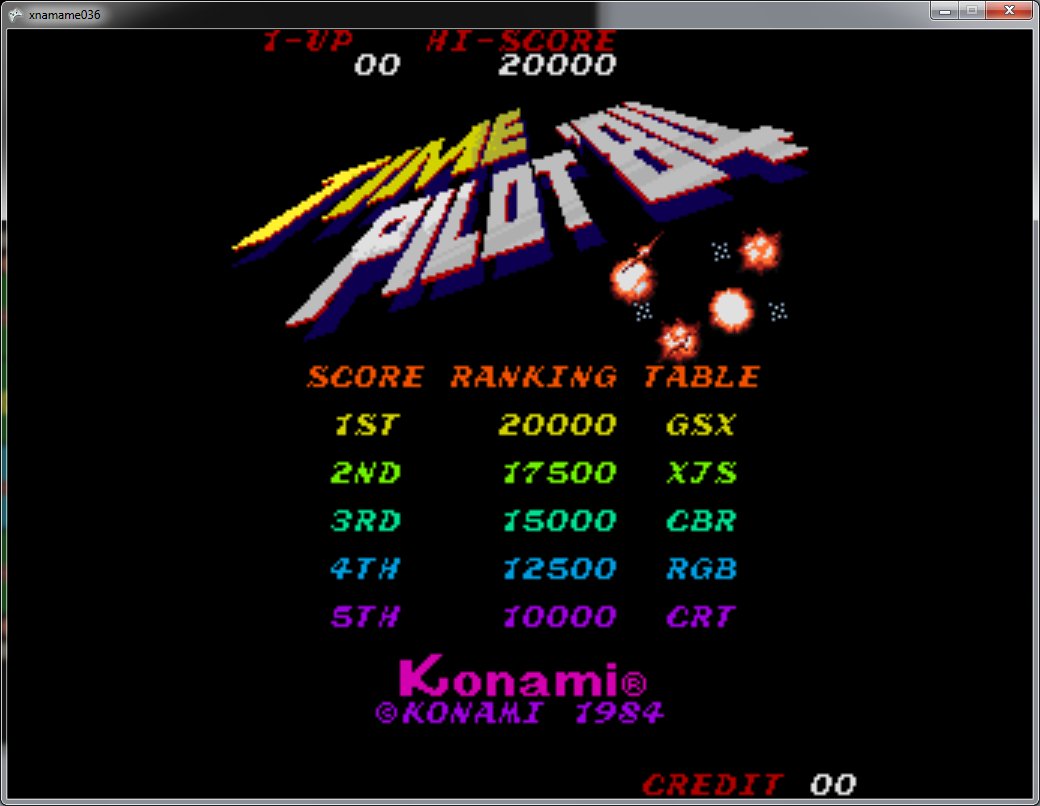 xnamame036
1-UP HI-SCORE
00 20000
TIME
PILOT '84
SCORE RANKING TABLE
1ST 20000 GSX
2ND 17500 XJS
3RD 15000 CBR
4TH 12500 RGB
5TH 10000 CRT
Konami®
©KONAMI 1984
CREDIT 00